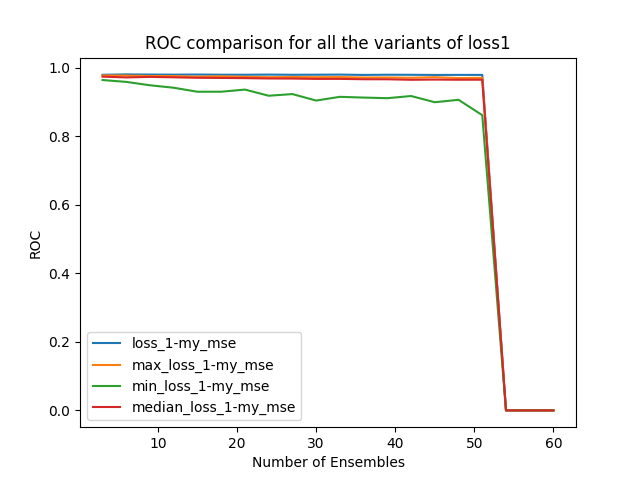 ROC comparison for all the variants of loss1
1.0
0.8
0.6
0.4
0.2
0.0
ROC
loss_1-my_mse
max_loss_1-my_mse
min_loss_1-my_mse
median_loss_1-my_mse
10 20 30 40 50 60
Number of Ensembles